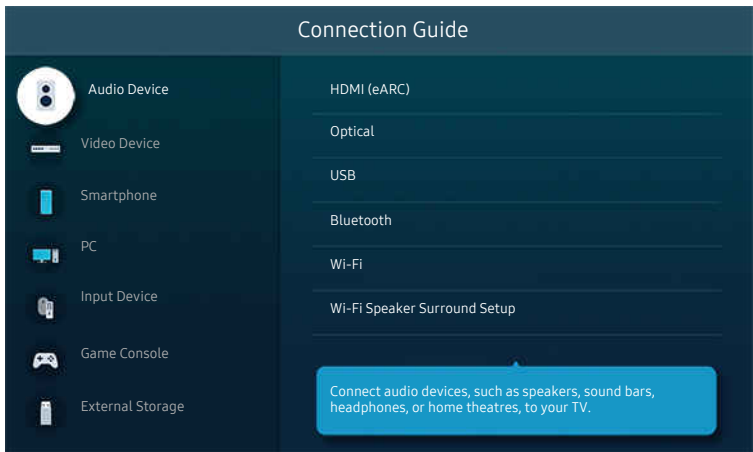 Connection Guide
Audio Device
Video Device
Smartphone
PC
Input Device
Game Console
External Storage
HDMI (eARC)
Optical
USB
Bluetooth
Wi-Fi
Wi-Fi Speaker Surround Setup
Connect audio devices, such as speakers, sound bars,
headphones, or home theatres, to your TV.